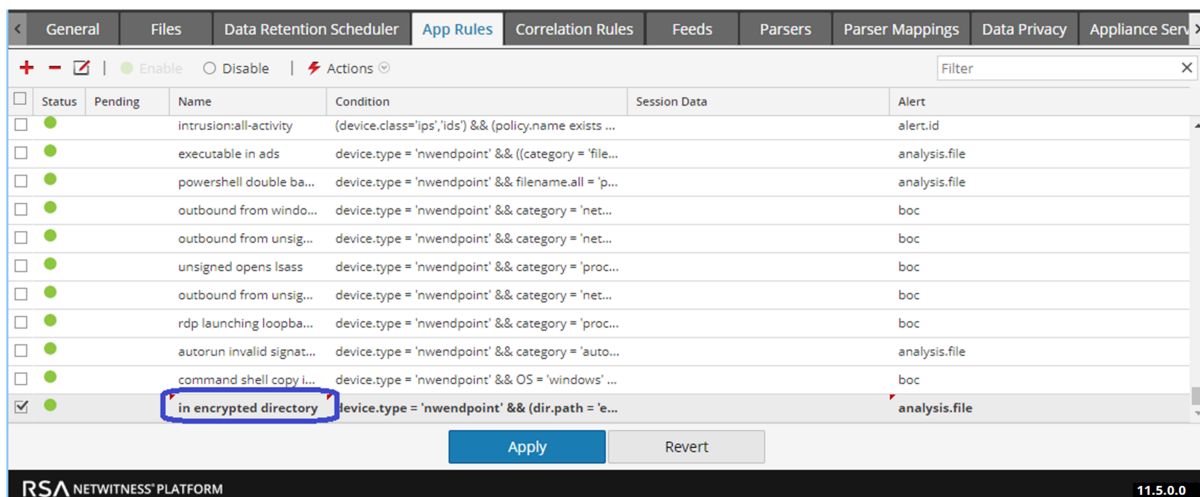 General Files Data Retention Scheduler App Rules Correlation Rules Feeds Parsers Parser Mappings Data Privacy Appliance Serv
Enable Disable Actions Filter
Status Pending Name Condition Session Data Alert
intrusion:all-activity (device.class='ips','ids') && (policy.name exists ... alert.id
executable in ads device.type = 'nwendpoint' && ((category = 'file... analysis.file
powershell double ba... device.type = 'nwendpoint' && filename.all = 'p... analysis.file
outbound from windo... device.type = 'nwendpoint' && category = 'net... boc
outbound from unsig... device.type = 'nwendpoint' && category = 'net... boc
unsigned opens lsass device.type = 'nwendpoint' && category = 'proc... boc
outbound from unsig... device.type = 'nwendpoint' && category = 'net... boc
rdp launching loopba... device.type = 'nwendpoint' && category = 'proc... boc
autorun invalid signat... device.type = 'nwendpoint' && category = 'auto... analysis.file
command shell copy i... device.type = 'nwendpoint' && OS = 'windows' ... boc
in encrypted directory device.type = 'nwendpoint' && (dir.path = 'e... analysis.file
Apply Revert
RSA NETWITNESS® PLATFORM 11.5.0.0